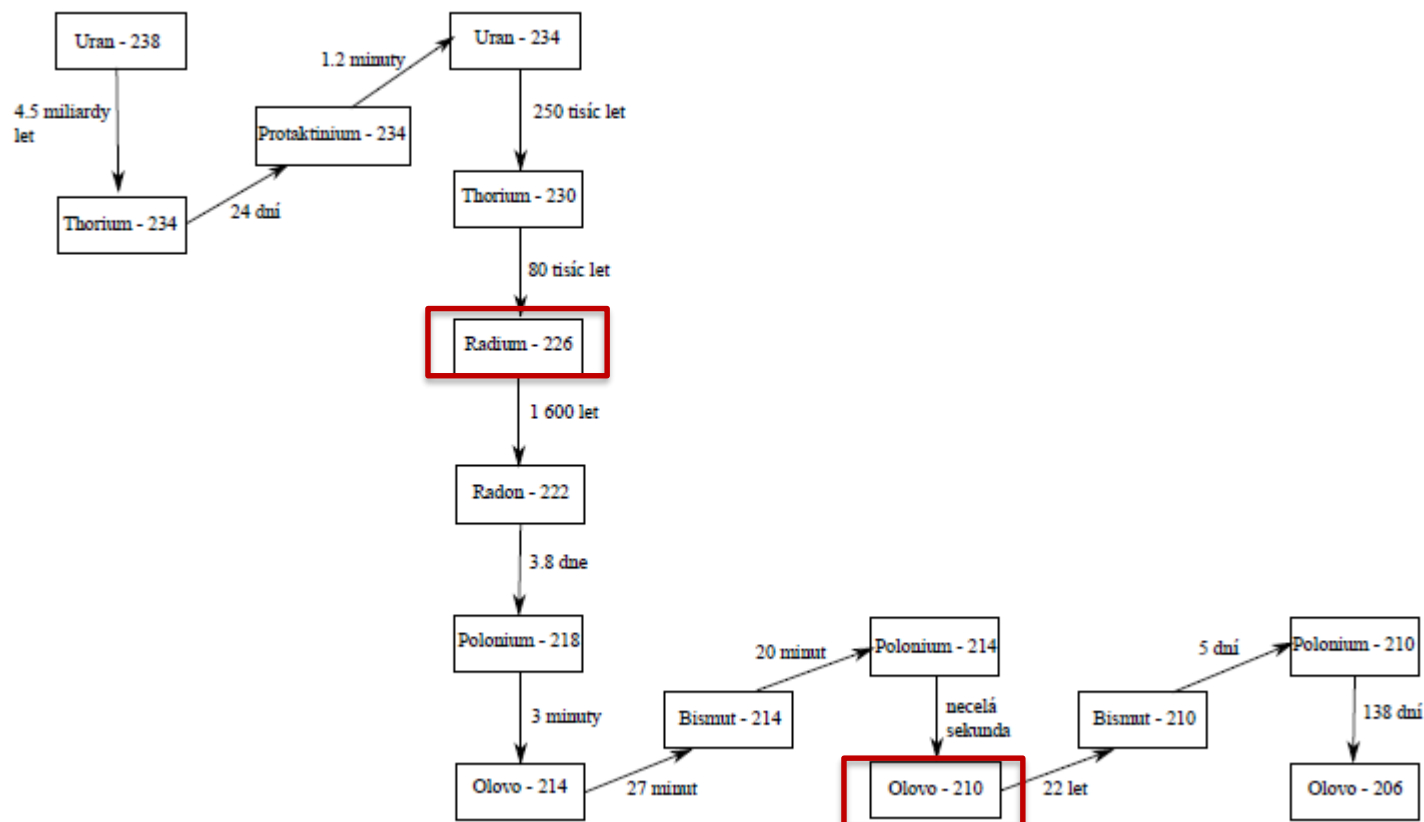 Uran - 238
4.5 miliardy
let
Thorium - 234
24 dní
Protaktinium - 234
1.2 minuty
Uran - 234
250 tisíc let
Thorium - 230
80 tisíc let
Radium - 226
1 600 let
Radon - 222
3.8 dne
Polonium - 218
3 minuty
Olovo - 214
27 minut
Bismut - 214
20 minut
Polonium - 214
necelá
sekunda
Olovo - 210
22 let
Bismut - 210
5 dní
Polonium - 210
138 dní
Olovo - 206